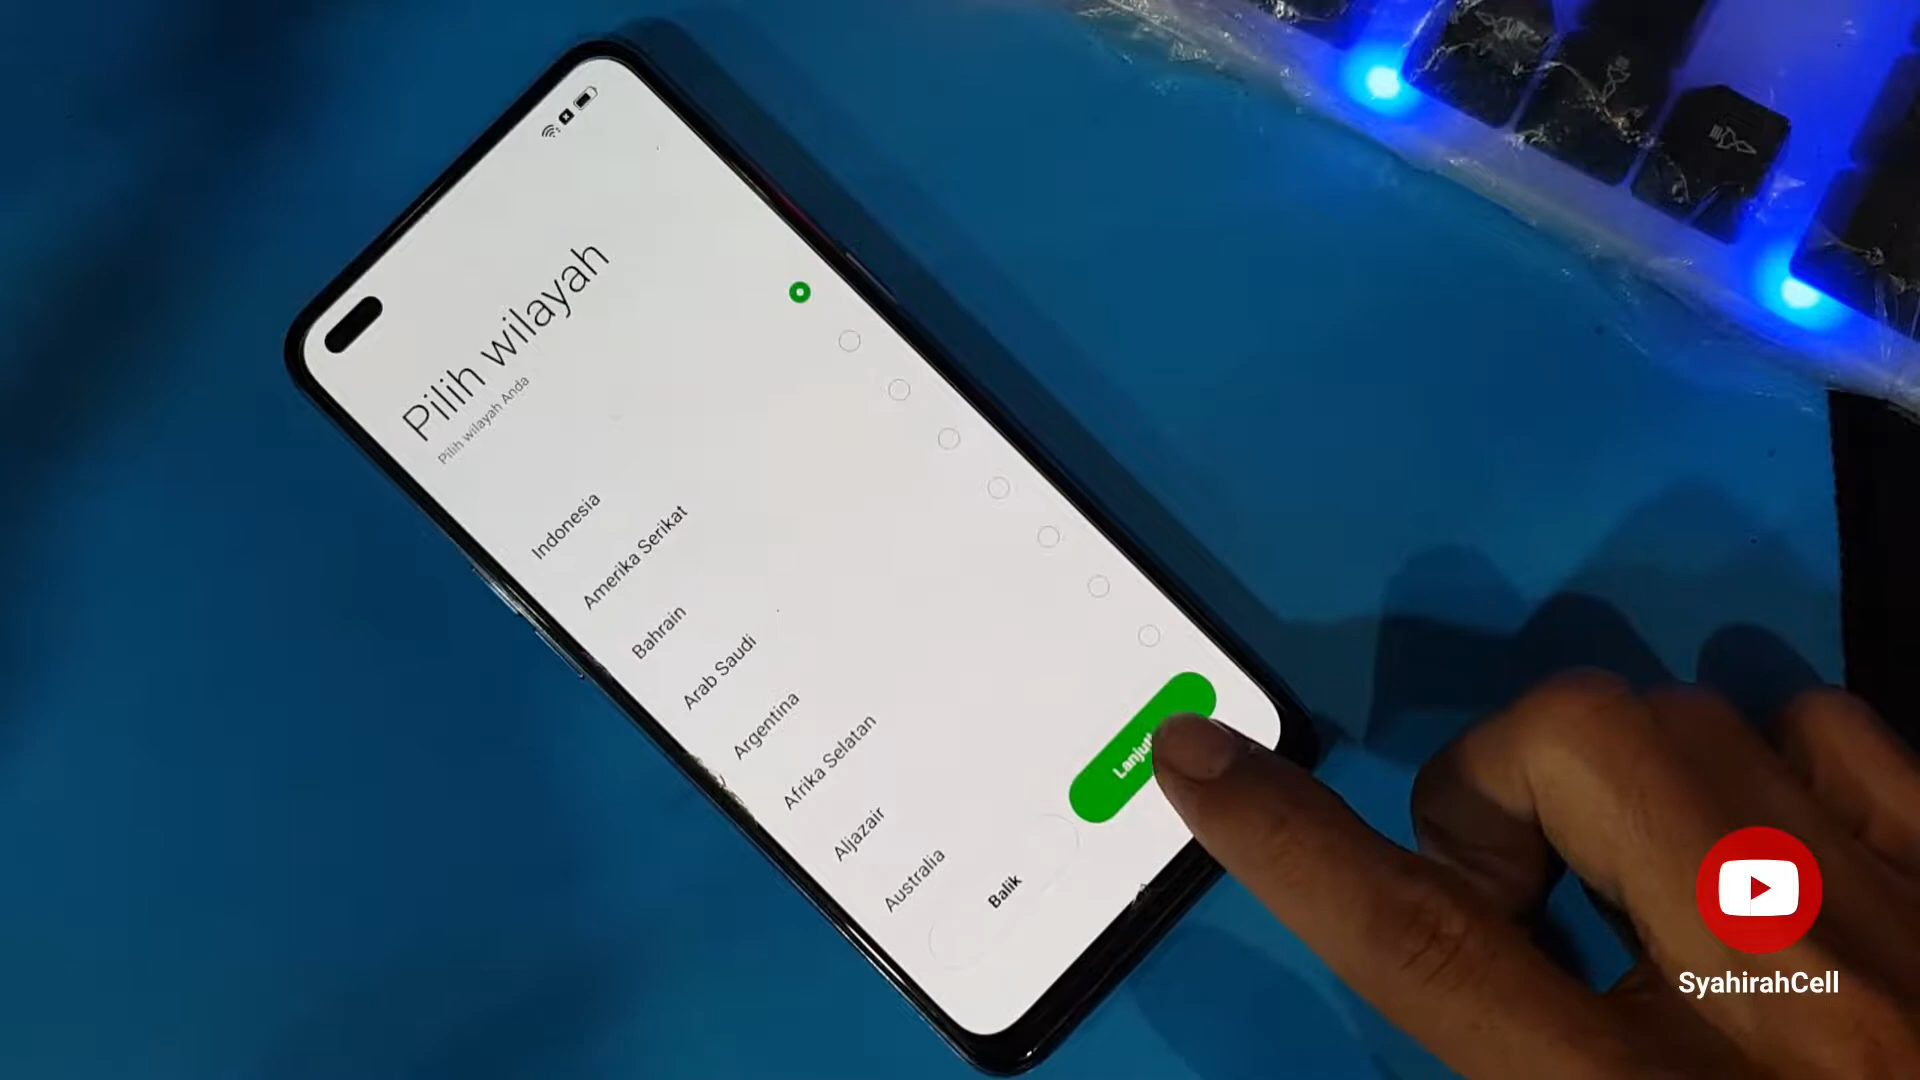 Pilih wilayah
Pilih wilayah Anda
Indonesia
Amerika Serikat
Bahrain
Arab Saudi
Argentina
Afrika Selatan
Aljazair
Australia
Balik
SyahirahCell